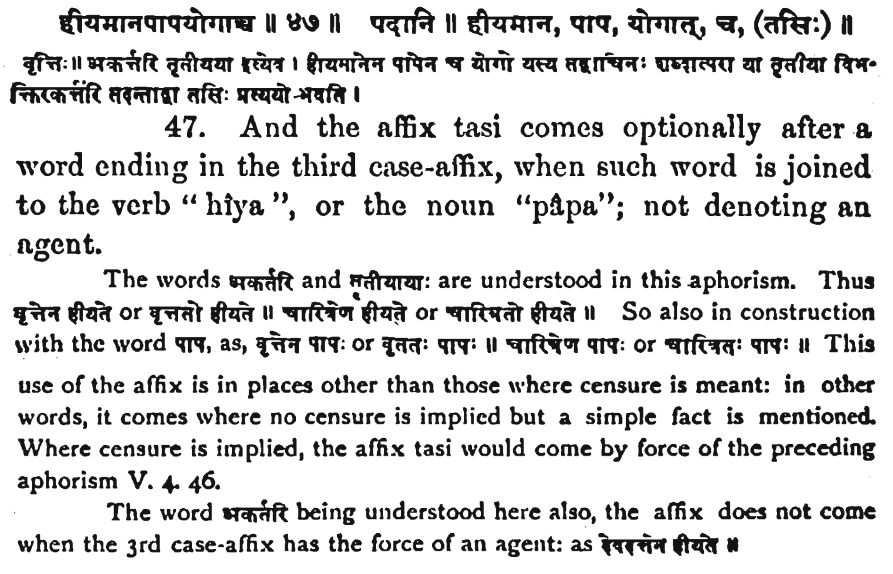 हीयमानपापयोगाच्च ॥ ४७ ॥ पदानि ॥ हीयमान, पाप, योगात्, च, (तसिः) ॥
वृत्तिः ॥ अकर्त्तरि तृतीयया इत्येव । हीयमानेन पापेन च योगो यस्य तद्वाचिनः शब्दात्परा या तृतीया विभ-
क्तिरकर्त्तरि तदन्ताद्वा तसिः प्रत्ययो भवति ।
47. And the affix tasi comes optionally after a
word ending in the third case-affix, when such word is joined
to the verb “hîya”, or the noun “pâpa”; not denoting an
agent.
The words अकर्तरि and तृतीयायाः are understood in this aphorism. Thus
वृत्तेन हीयते or वृत्ततो हीयते ॥ चारित्रेण हीयते or चारित्रतो हीयते ॥ So also in construction
with the word पाप, as, वृत्तेन पापः or वृततः पापः ॥ चारित्रेण पापः or चारित्रतः पापः ॥ This
use of the affix is in places other than those where censure is meant: in other
words, it comes where no censure is implied but a simple fact is mentioned.
Where censure is implied, the affix tasi would come by force of the preceding
aphorism V. 4. 46.
The word अकर्तरि being understood here also, the affix does not come
when the 3rd case-affix has the force of an agent: as देवदत्तेन हीयते ॥